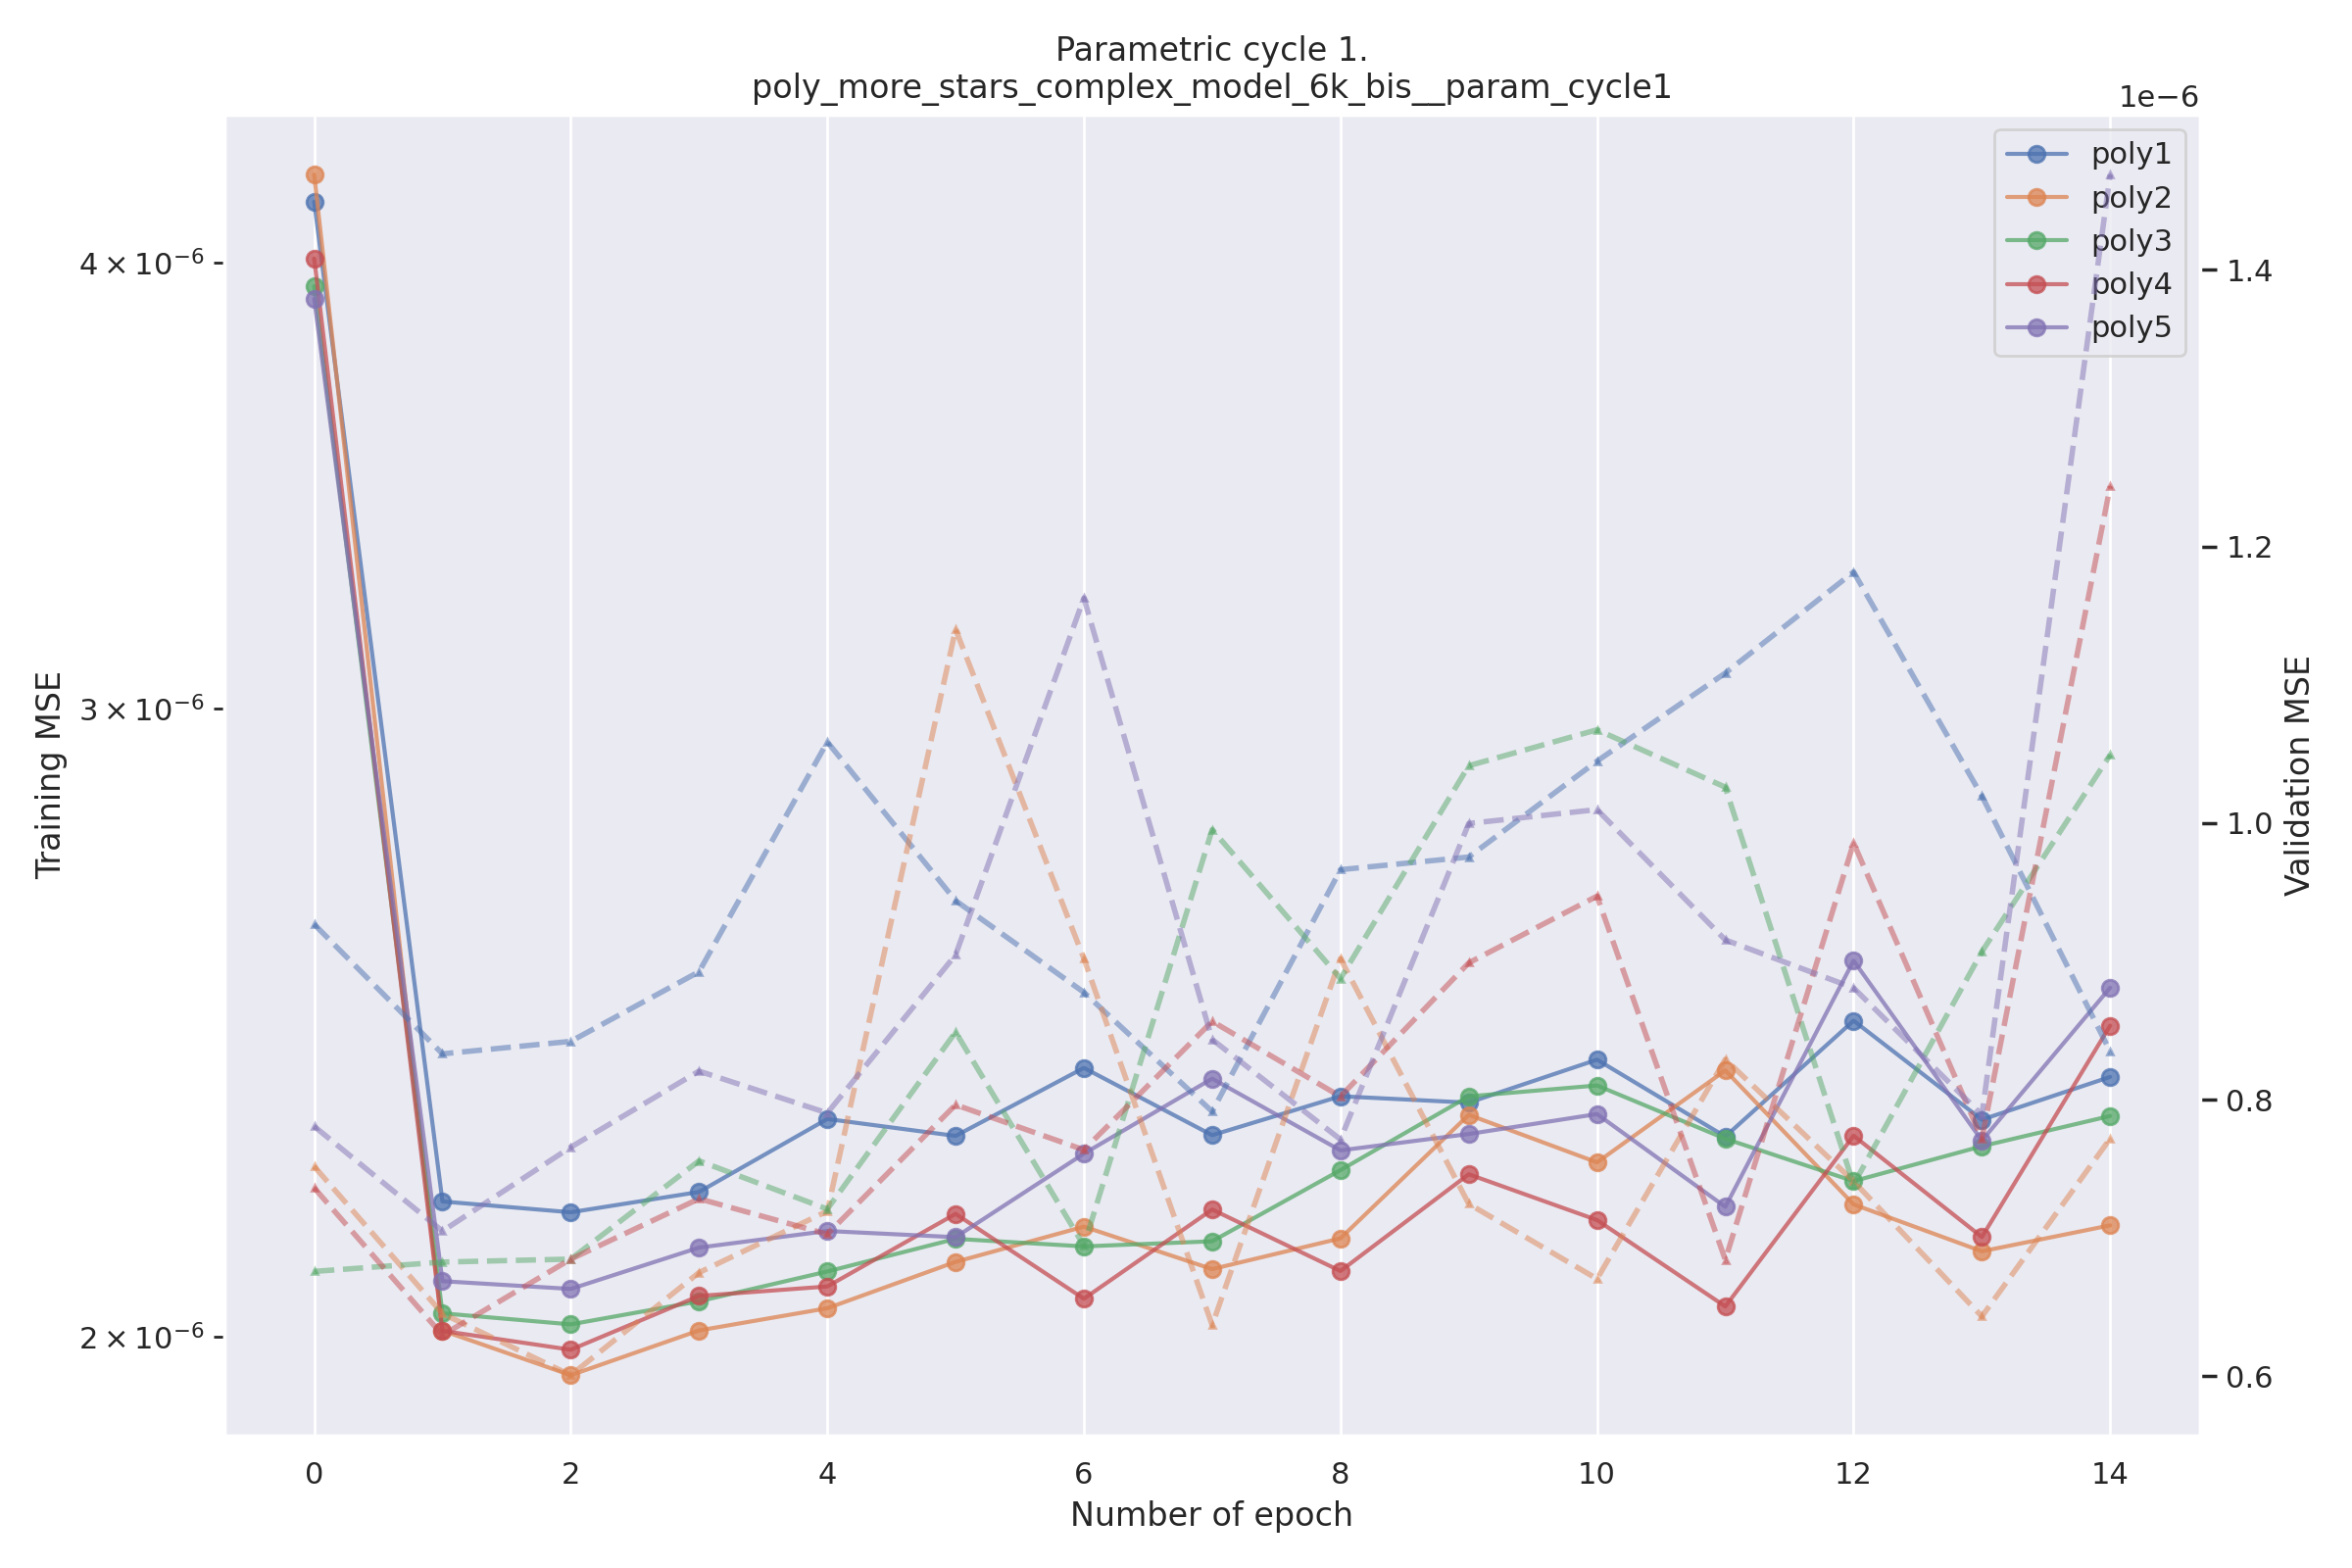 Parametric cycle 1.
poly_more_stars_complex_model_6k_bis__param_cycle1
1e−6
poly1
poly2
poly3
poly4
poly5
4 × 10⁻⁶
3 × 10⁻⁶
2 × 10⁻⁶
Training MSE
1.4
1.2
1.0
0.8
0.6
Validation MSE
0 2 4 6 8 10 12 14
Number of epoch